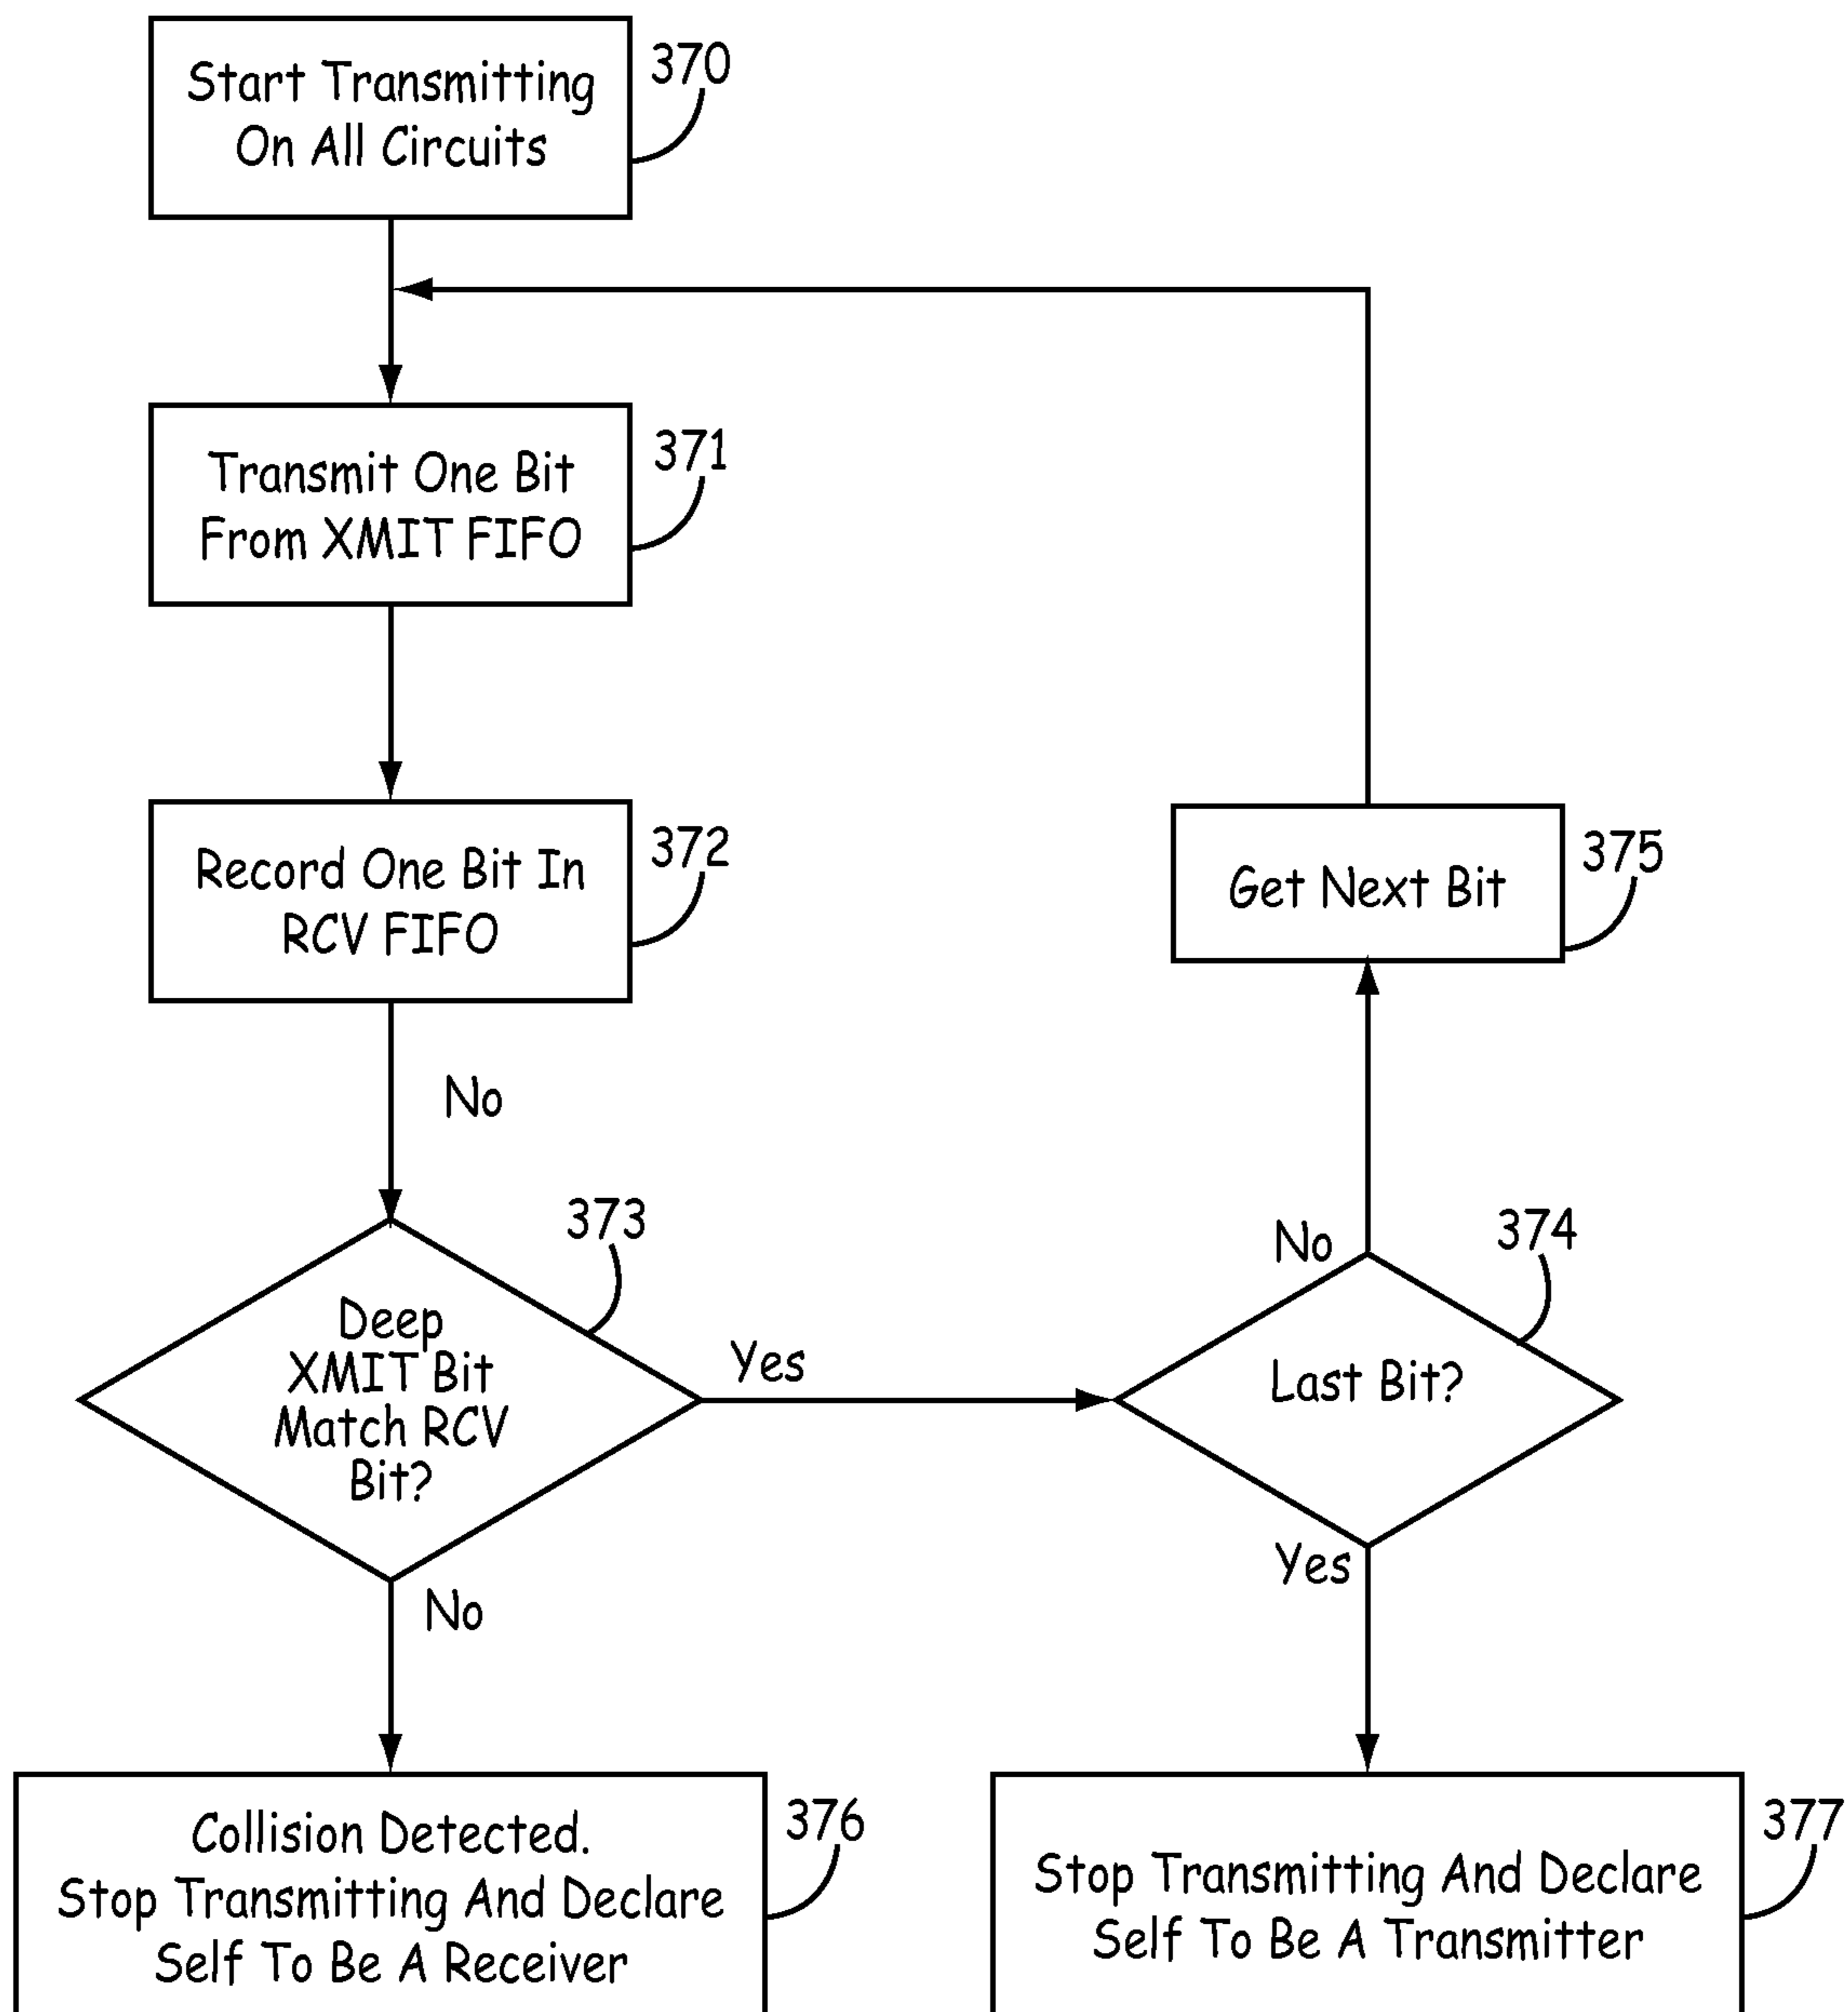 Start Transmitting
On All Circuits
370
Transmit One Bit
From XMIT FIFO
371
Record One Bit In
RCV FIFO
372
Get Next Bit
375
No
373
Deep
XMIT Bit
Match RCV
Bit?
Yes
No
374
Last Bit?
No
Yes
Collision Detected.
Stop Transmitting And Declare
Self To Be A Receiver
376
Stop Transmitting And Declare
Self To Be A Transmitter
377